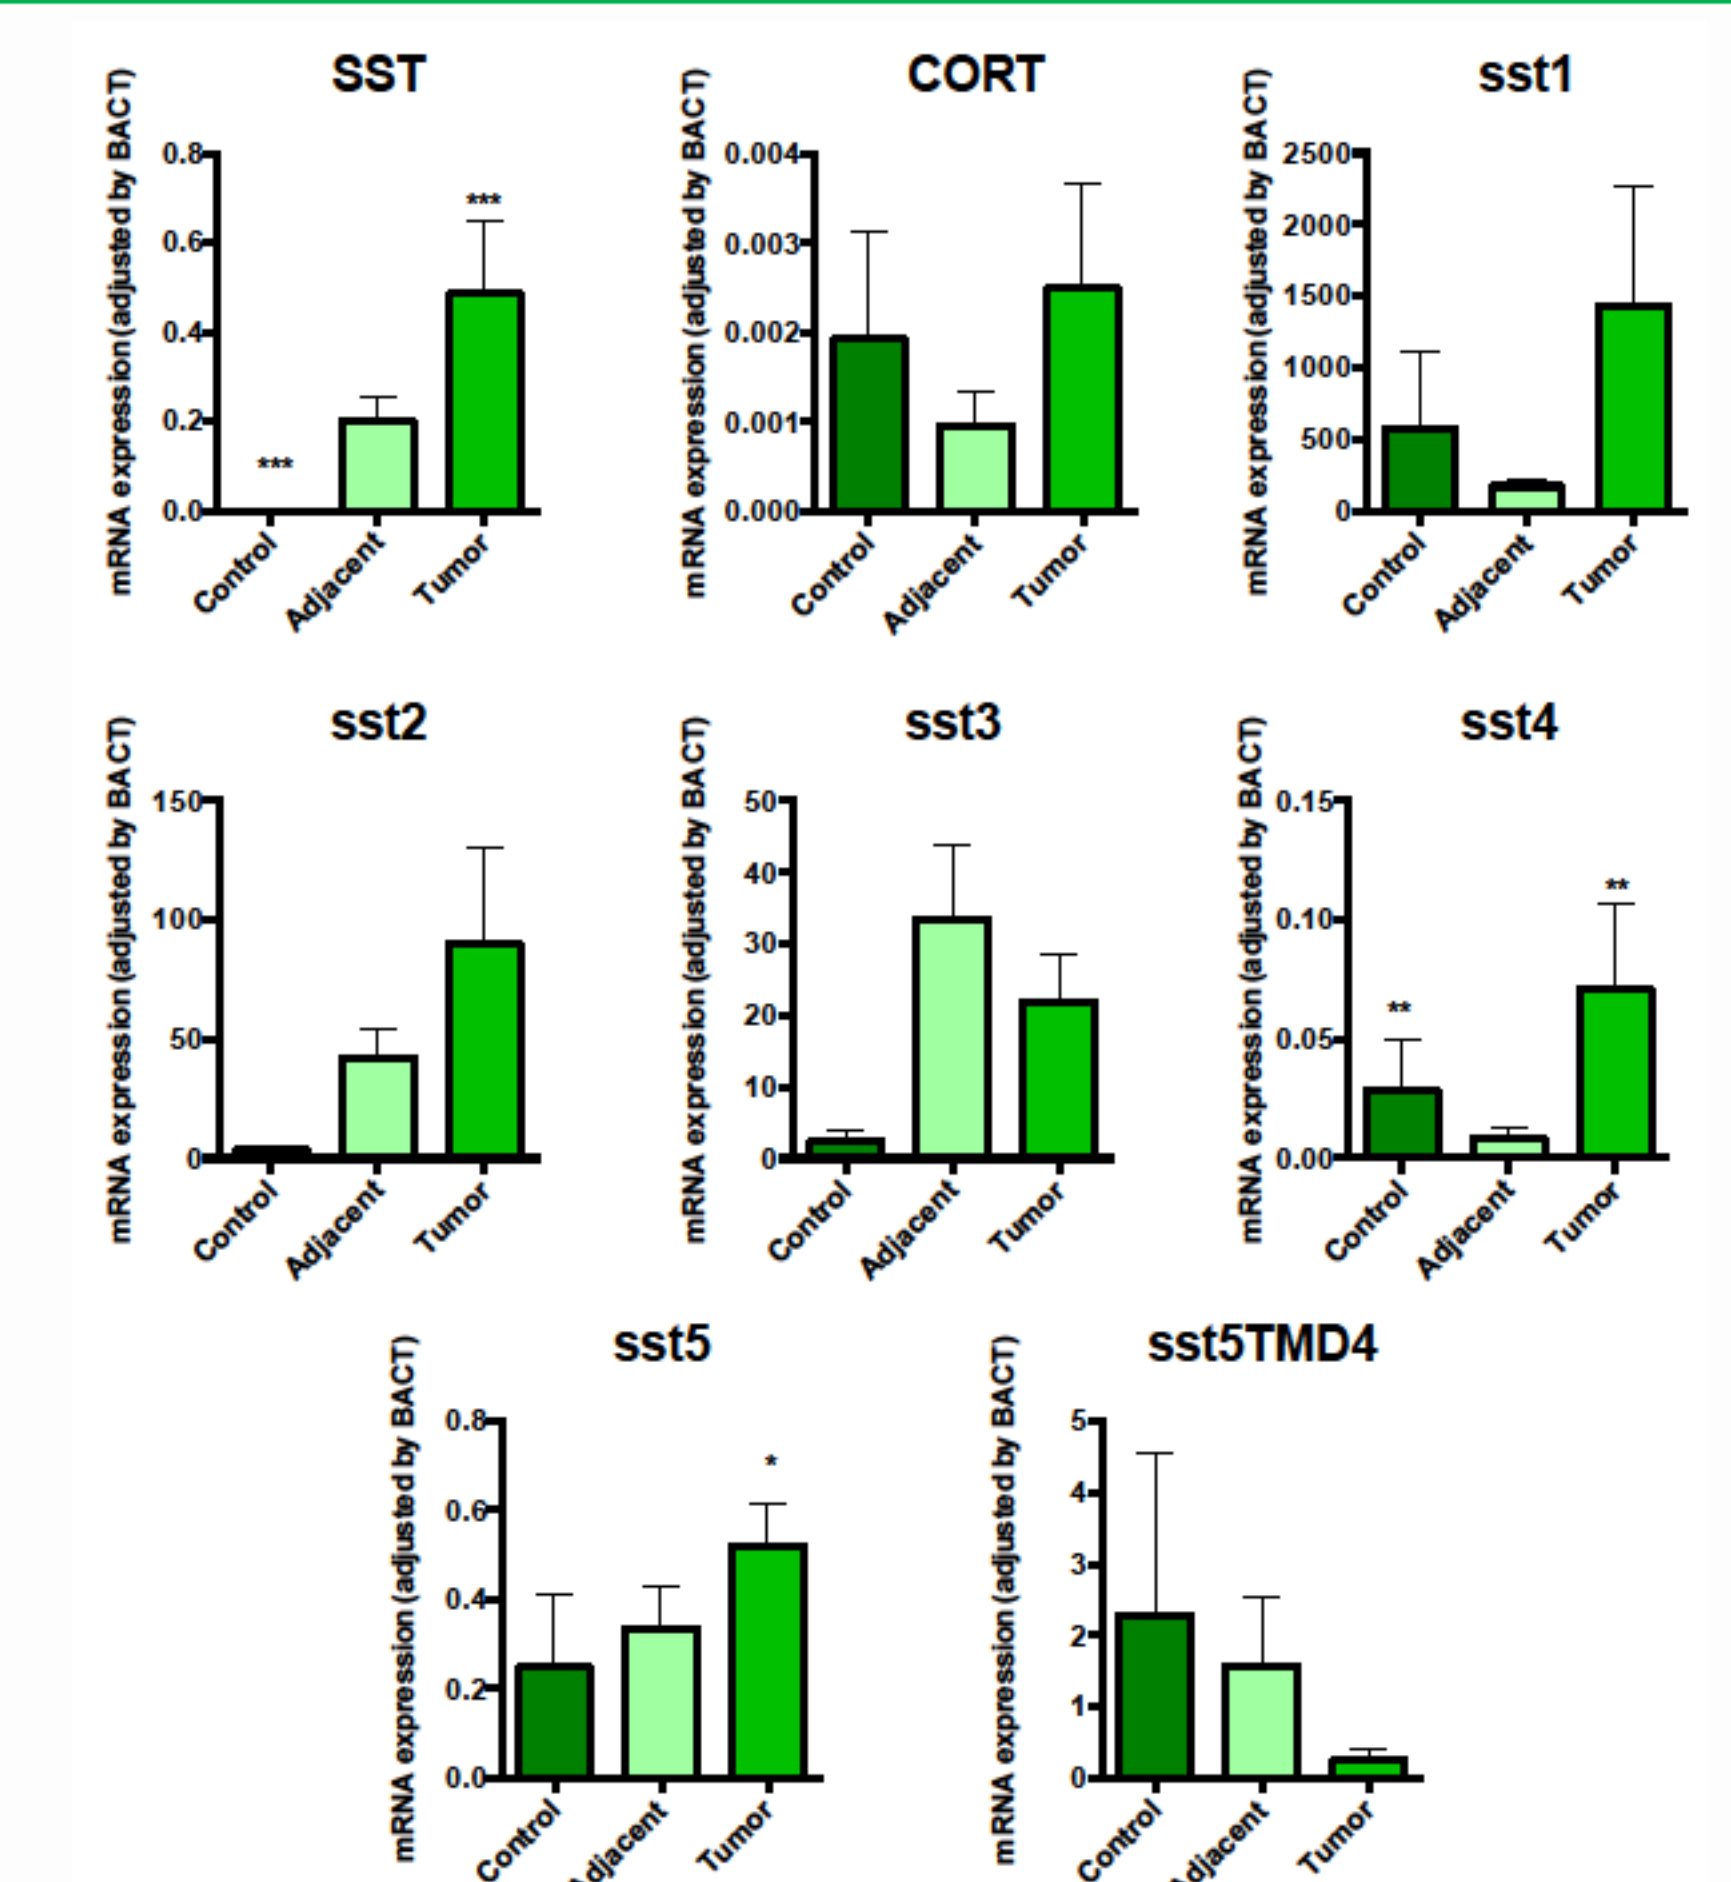 SST
mRNA expression (adjusted by BACT)
0.8
0.6
0.4
0.2
0.0
***
***
Control
Adjacent
Tumor
CORT
mRNA expression (adjusted by BACT)
0.004
0.003
0.002
0.001
0.000
Control
Adjacent
Tumor
sst1
mRNA expression (adjusted by BACT)
2500
2000
1500
1000
500
0
Control
Adjacent
Tumor
sst2
mRNA expression (adjusted by BACT)
150
100
50
0
Control
Adjacent
Tumor
sst3
mRNA expression (adjusted by BACT)
50
40
30
20
10
0
Control
Adjacent
Tumor
sst4
mRNA expression (adjusted by BACT)
0.15
0.10
0.05
0.00
**
**
Control
Adjacent
Tumor
sst5
mRNA expression (adjusted by BACT)
0.8
0.6
0.4
0.2
0.0
*
Control
Adjacent
Tumor
sst5TMD4
mRNA expression (adjusted by BACT)
5
4
3
2
1
0
Control
Adjacent
Tumor